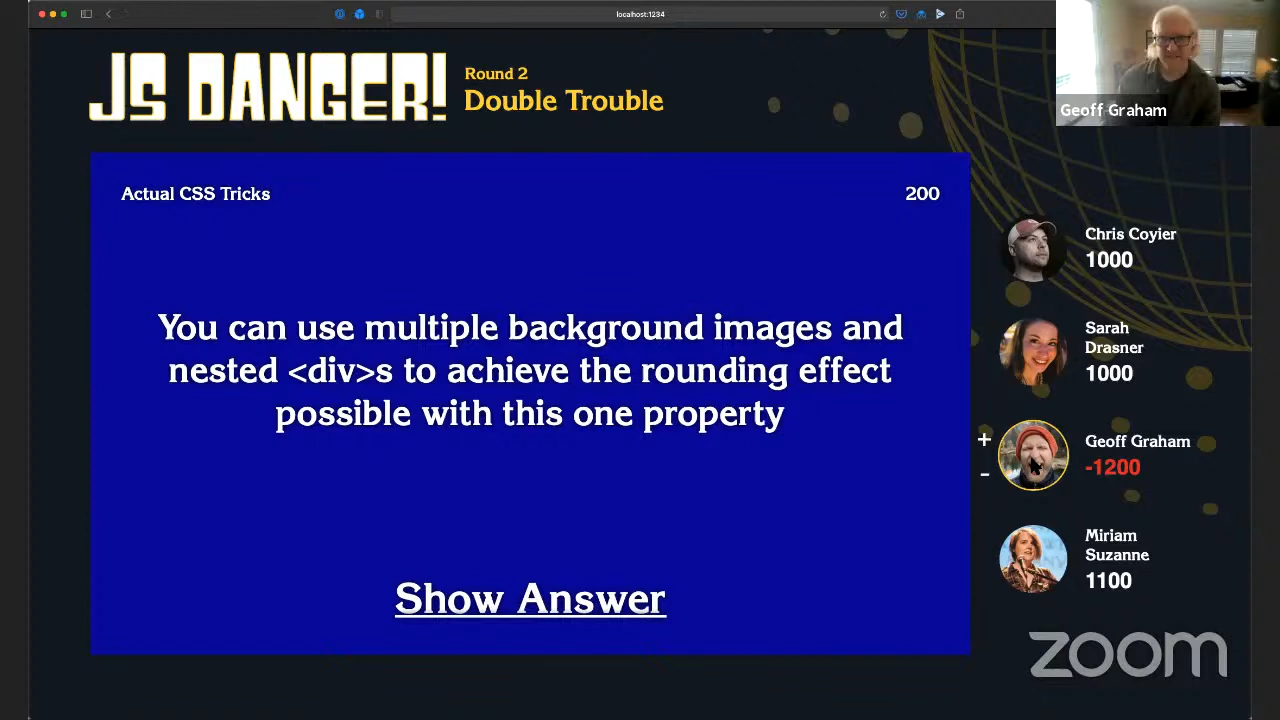 localhost:1234
JS DANGER!
Round 2
Double Trouble
Geoff Graham
Actual CSS Tricks
200
You can use multiple background images and
nested <div>s to achieve the rounding effect
possible with this one property
Show Answer
Chris Coyier
1000
Sarah
Drasner
1000
+
-
Geoff Graham
-1200
Miriam
Suzanne
1100
zoom